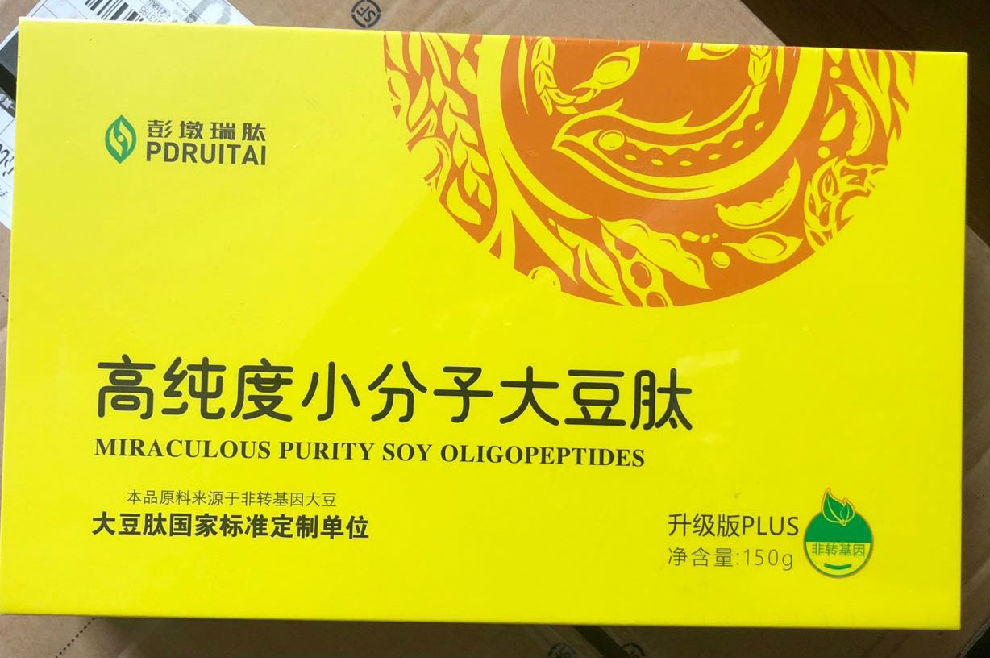 彭墩瑞肽
PDRUITAI
高纯度小分子大豆肽
MIRACULOUS PURITY SOY OLIGOPEPTIDES
本品原料来源于非转基因大豆
大豆肽国家标准定制单位
升级版PLUS
净含量:150g
非转基因